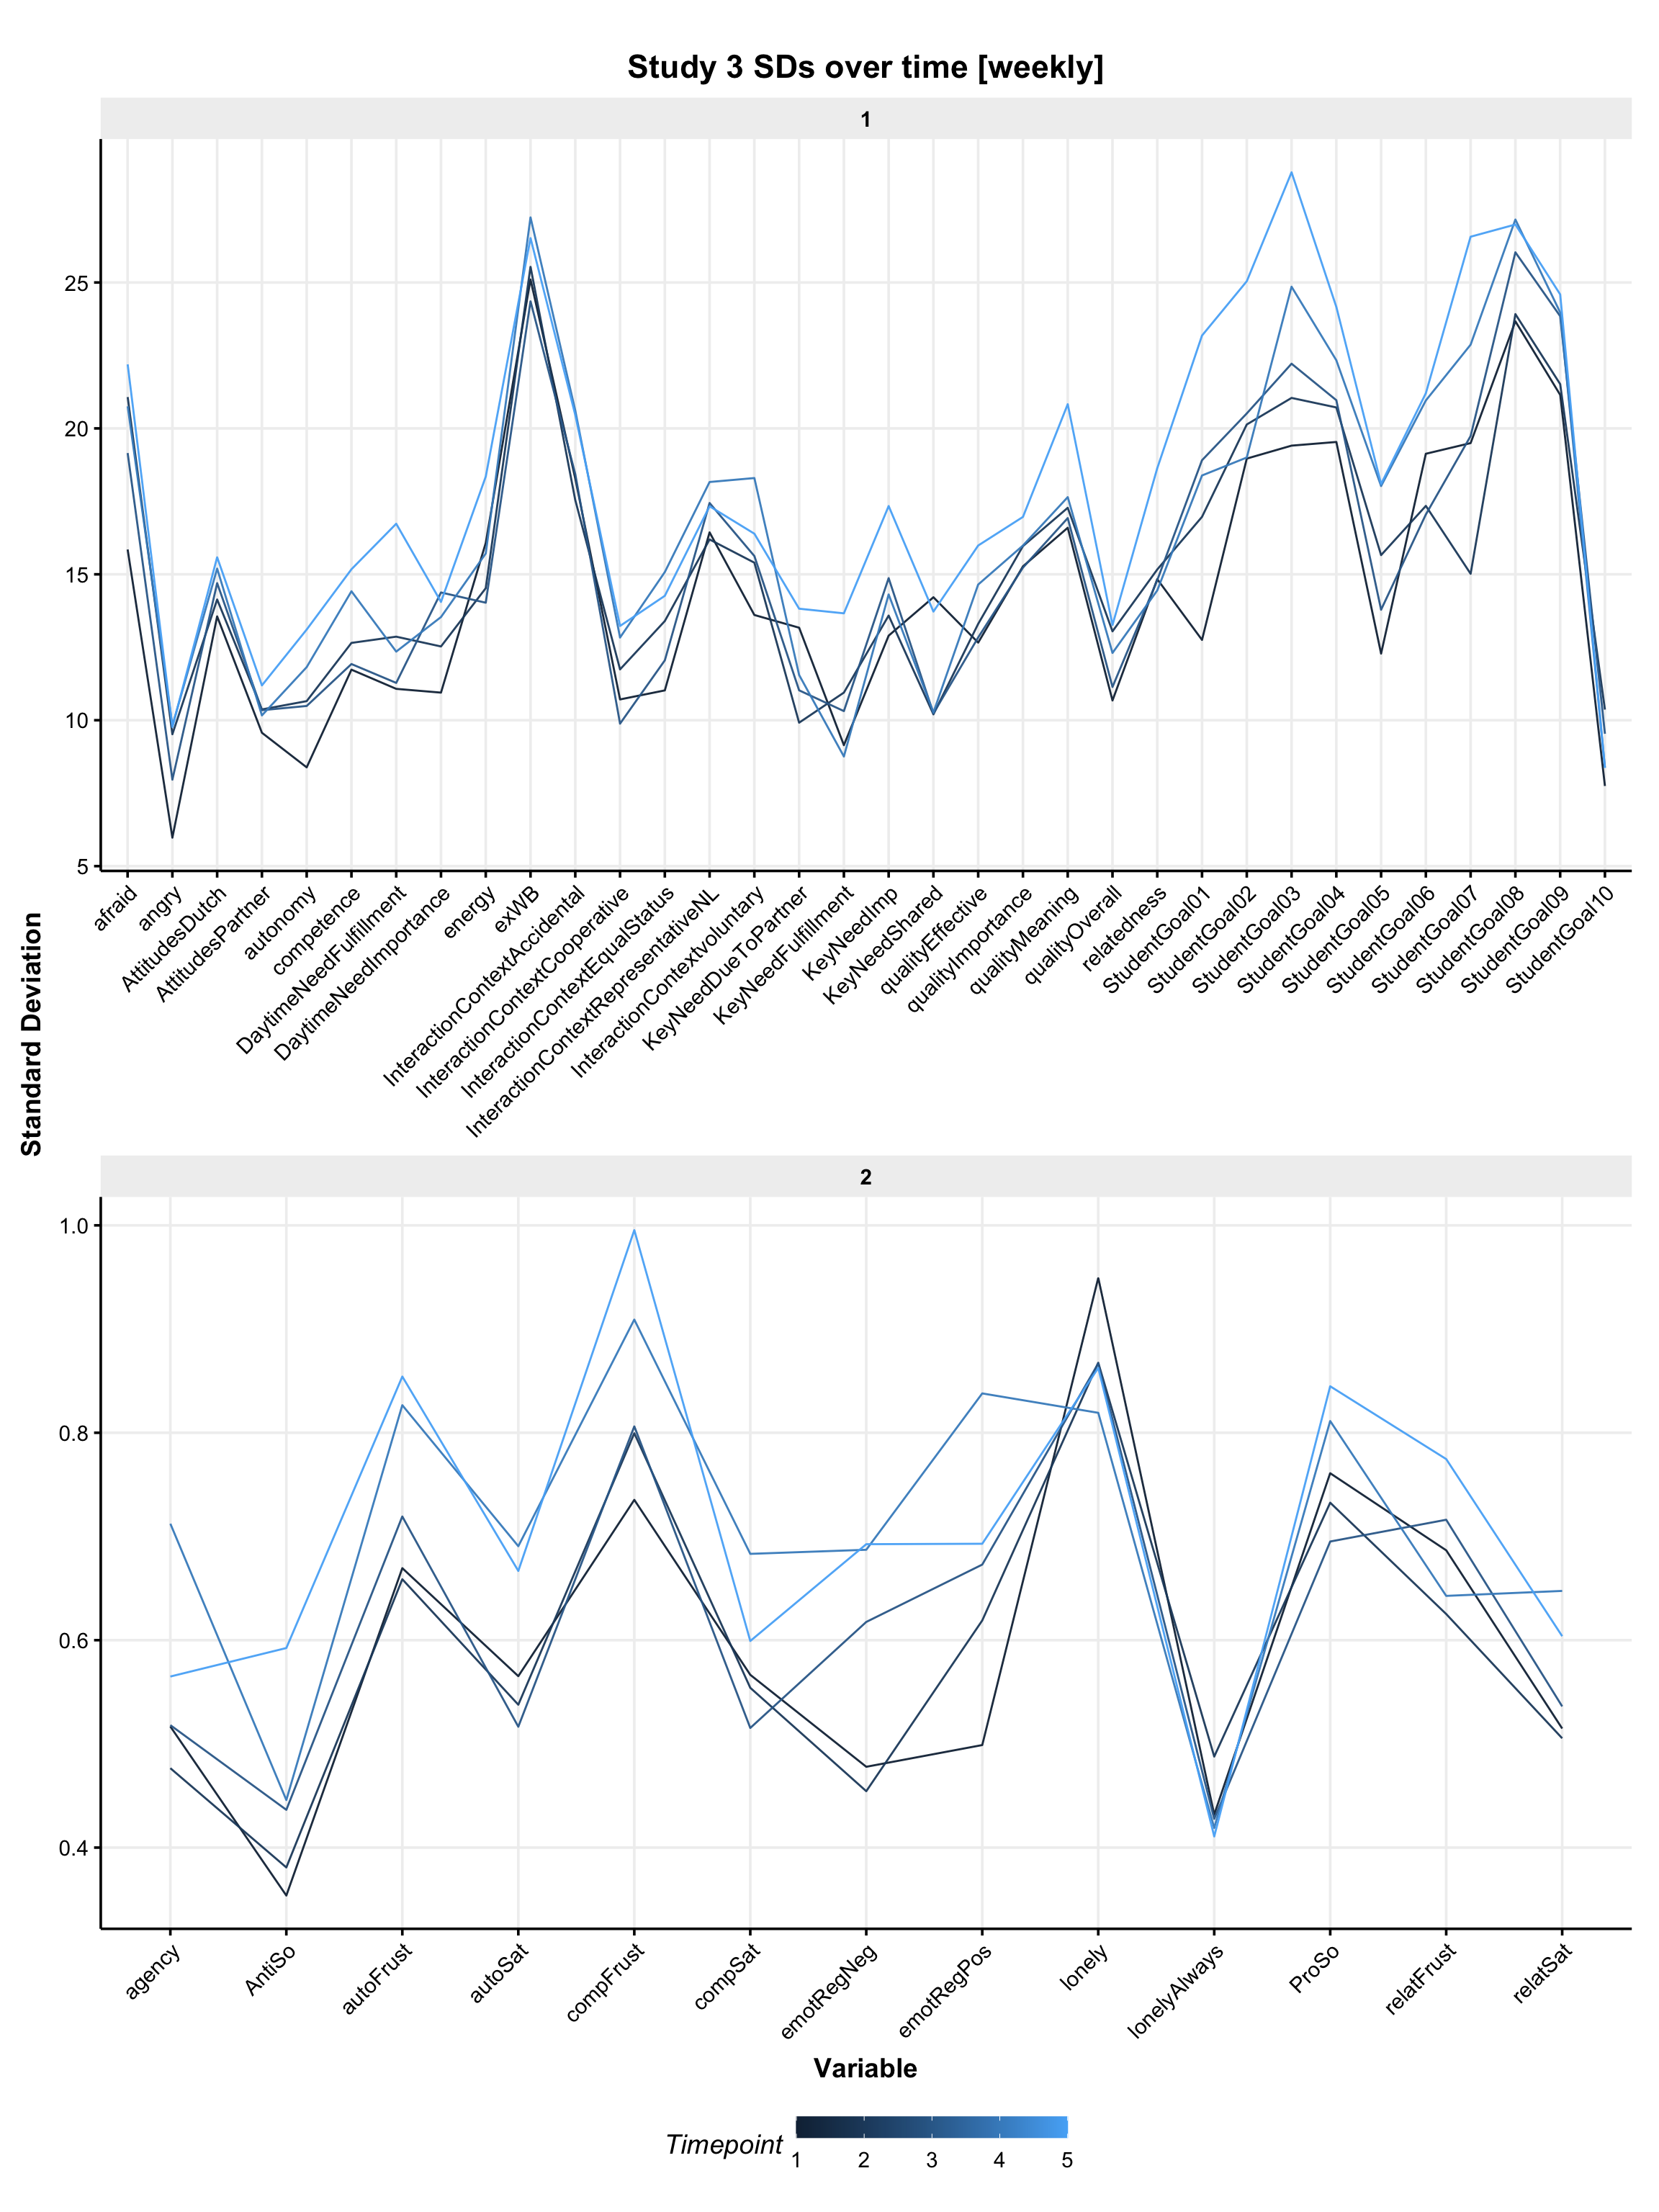 Study 3 SDs over time [weekly]
1
25
20
15
10
5
afraid
angry
AttitudesDutch
AttitudesPartner
autonomy
competence
DaytimeNeedFulfillment
DaytimeNeedImportance
energy
exWB
InteractionContextAccidental
InteractionContextCooperative
InteractionContextEqualStatus
InteractionContextRepresentativeNL
InteractionContextvoluntary
KeyNeedDueToPartner
KeyNeedFulfillment
KeyNeedImp
KeyNeedShared
qualityEffective
qualityImportance
qualityMeaning
qualityOverall
relatedness
StudentGoal01
StudentGoal02
StudentGoal03
StudentGoal04
StudentGoal05
StudentGoal06
StudentGoal07
StudentGoal08
StudentGoal09
StudentGoal10
Standard Deviation
2
1.0
0.8
0.6
0.4
agency
AntiSo
autoFrust
autoSat
compFrust
compSat
emotRegNeg
emotRegPos
lonely
lonelyAlways
ProSo
relatFrust
relatSat
Variable
Timepoint
1 2 3 4 5